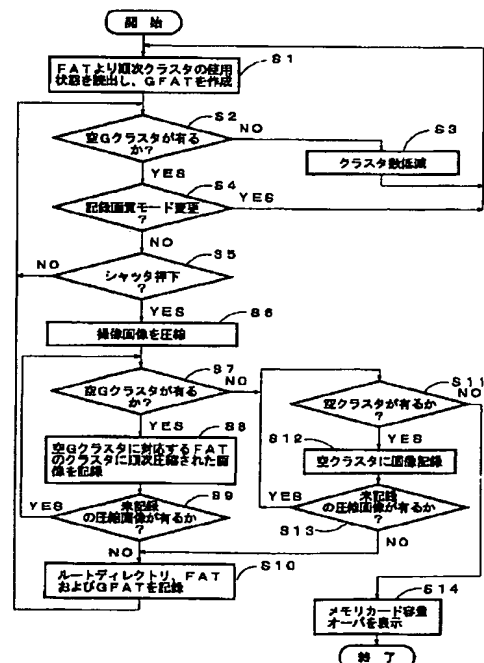 開 始
S1
FATより順次クラスタの使用
状態を読出し、GFATを作成
S2
空Gクラスタが有る
か?
NO
YES
S3
クラスタ数低減
S4
記録画質モード変更
?
YES
NO
S5
シャッタ押下
?
NO
YES
S6
撮像画像を圧縮
S7
空Gクラスタが有る
か?
NO
YES
S8
空Gクラスタに対応するFAT
のクラスタに順次圧縮された画
像を記録
S9
未記録
の圧縮画像が有るか
?
YES
NO
S10
ルートディレクトリ、FAT
およびGFATを記録
S11
空クラスタが有るか
?
NO
YES
S12
空クラスタに画像記録
未記録
の圧縮画像が有るか
?
YES
S13
NO
S14
メモリカード容量
オーバを表示
終 了